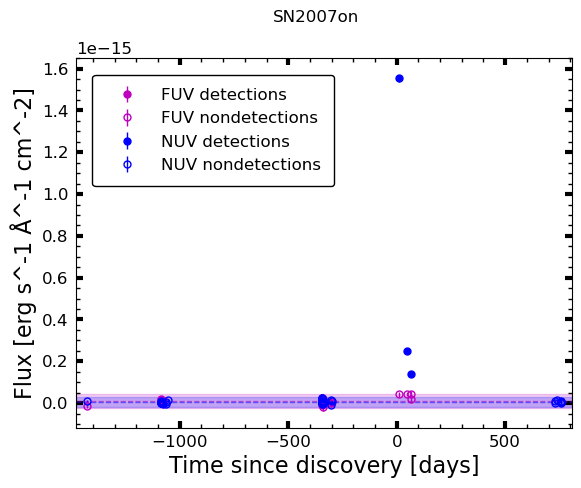 SN2007on
1e−15
1.6
1.4
1.2
1.0
0.8
0.6
0.4
0.2
0.0
Flux [erg s^-1 Å^-1 cm^-2]
FUV detections
FUV nondetections
NUV detections
NUV nondetections
−1000
−500
0
500
Time since discovery [days]